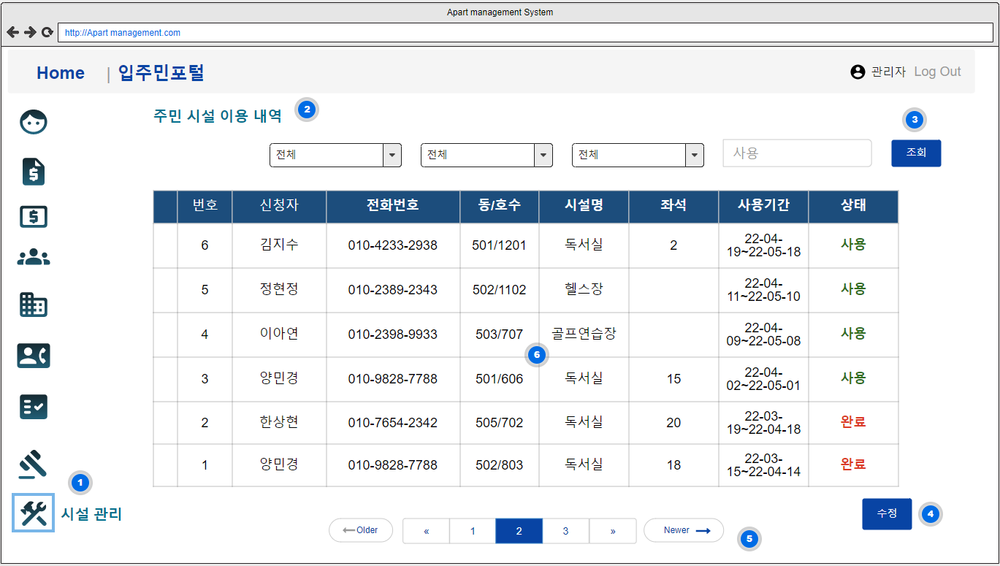 Apart management System
http://Apart management.com
Home | 입주민포털 관리자 Log Out
주민 시설 이용 내역 2
3
전체 전체 전체 사용 조회
번호 신청자 전화번호 동/호수 시설명 좌석 사용기간 상태
6 김지수 010-4233-2938 501/1201 독서실 2 22-04-
19~22-05-18 사용
5 정현정 010-2389-2343 502/1102 헬스장 22-04-
11~22-05-10 사용
4 이아연 010-2398-9933 503/707 골프연습장 22-04-
09~22-05-08 사용
6
3 양민경 010-9828-7788 501/606 독서실 15 22-04-
02~22-05-01 사용
2 한상현 010-7654-2342 505/702 독서실 20 22-03-
19~22-04-18 완료
1 양민경 010-9828-7788 502/803 독서실 18 22-03-
15~22-04-14 완료
1
시설 관리
수정 4
Older « 1 2 3 » Newer 5